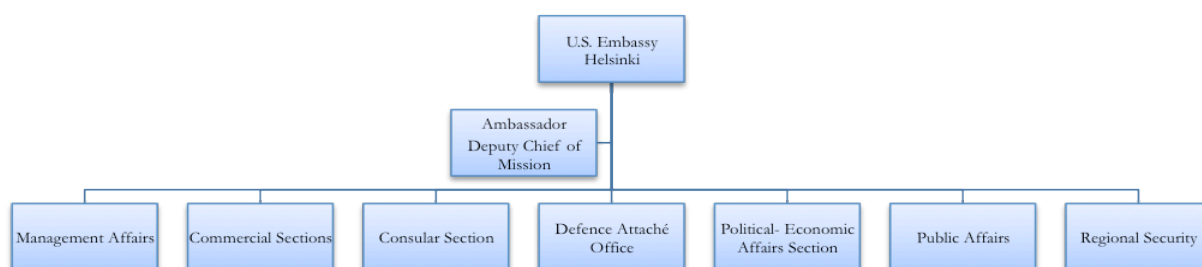 U.S. Embassy
Helsinki
Ambassador
Deputy Chief of
Mission
Management Affairs
Commercial Sections
Consular Section
Defence Attaché
Office
Political- Economic
Affairs Section
Public Affairs
Regional Security